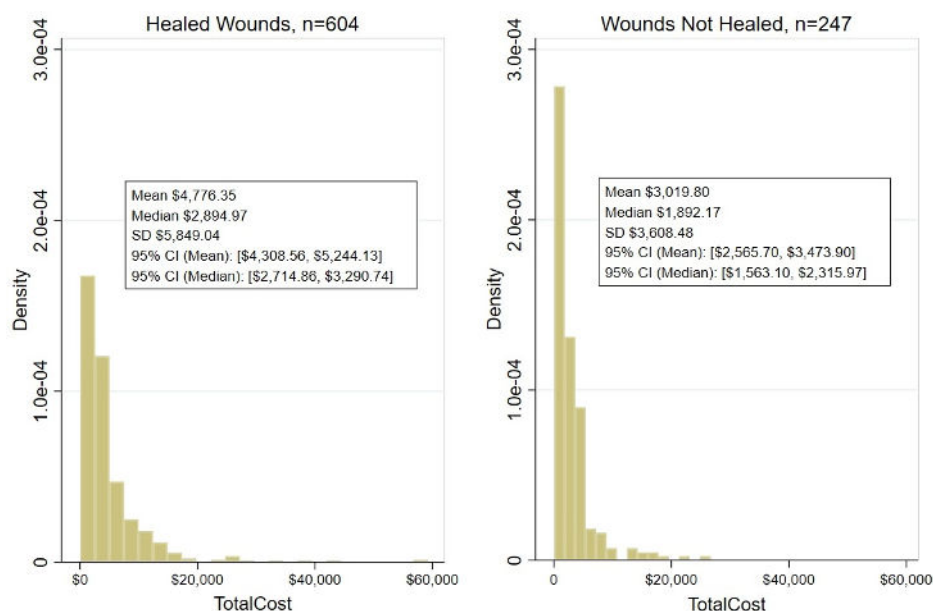 Healed Wounds, n=604
3.0e-04
2.0e-04
1.0e-04
0
Density
Mean $4,776.35
Median $2,894.97
SD $5,849.04
95% CI (Mean): [$4,308.56, $5,244.13]
95% CI (Median): [$2,714.86, $3,290.74]
$0
$20,000
$40,000
$60,000
TotalCost
Wounds Not Healed, n=247
3.0e-04
2.0e-04
1.0e-04
0
Density
Mean $3,019.80
Median $1,892.17
SD $3,608.48
95% CI (Mean): [$2,565.70, $3,473.90]
95% CI (Median): [$1,563.10, $2,315.97]
0
$20,000
$40,000
$60,000
TotalCost